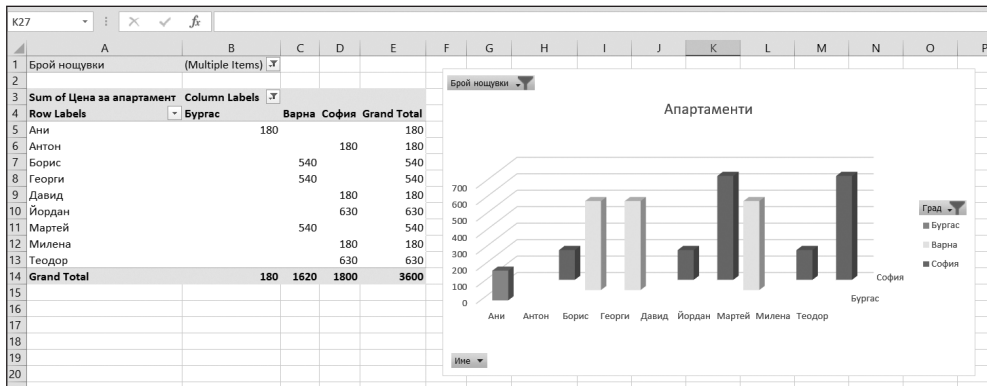 K27
fx
A B C D E F G H I J K L M N O P
1 Брой нощувки (Multiple Items)
2
3 Sum of Цена за апартамент Column Labels
4 Row Labels Бургас Варна София Grand Total
5 Ани 180 180
6 Антон 180 180
7 Борис 540 540
8 Георги 540 540
9 Давид 180 180
10 Йордан 630 630
11 Мартей 540 540
12 Милена 180 180
13 Теодор 630 630
14 Grand Total 180 1620 1800 3600
15
16
17
18
19
20
Брой нощувки
Апартаменти
700
600
500
400
300
200
100
0
Ани Антон Борис Георги Давид Йордан Мартей Милена Теодор
София
Бургас
Град
Бургас
Варна
София
Име